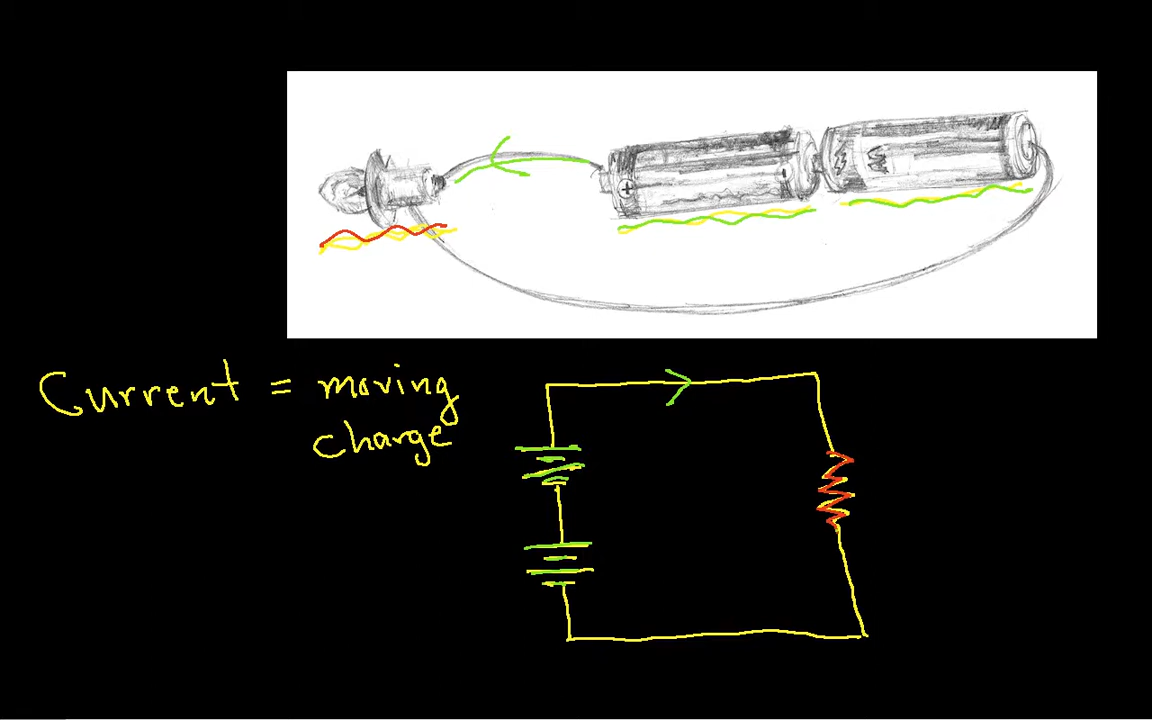 + -
Current = moving
charge